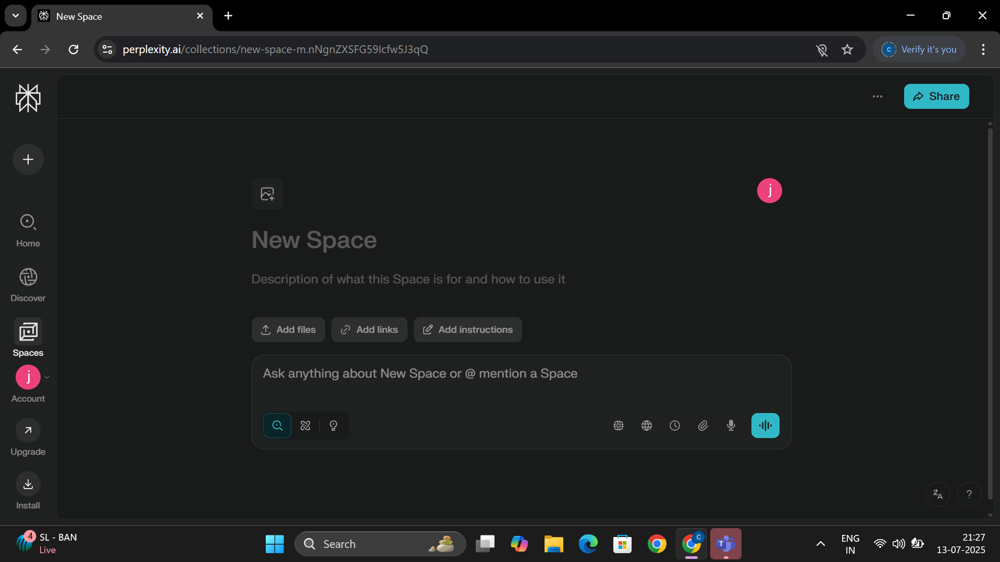 New Space
perplexity.ai/collections/new-space-m.nNgnZXSFG59Icfw5J3qQ
C
Verify it's you
Share
Home
Discover
Spaces
j
Account
Upgrade
Install
j
New Space
Description of what this Space is for and how to use it
Add files
Add links
Add instructions
Ask anything about New Space or @ mention a Space
?
4
SL - BAN
Live
Search
C
T
ENG
IN
21:27
13-07-2025